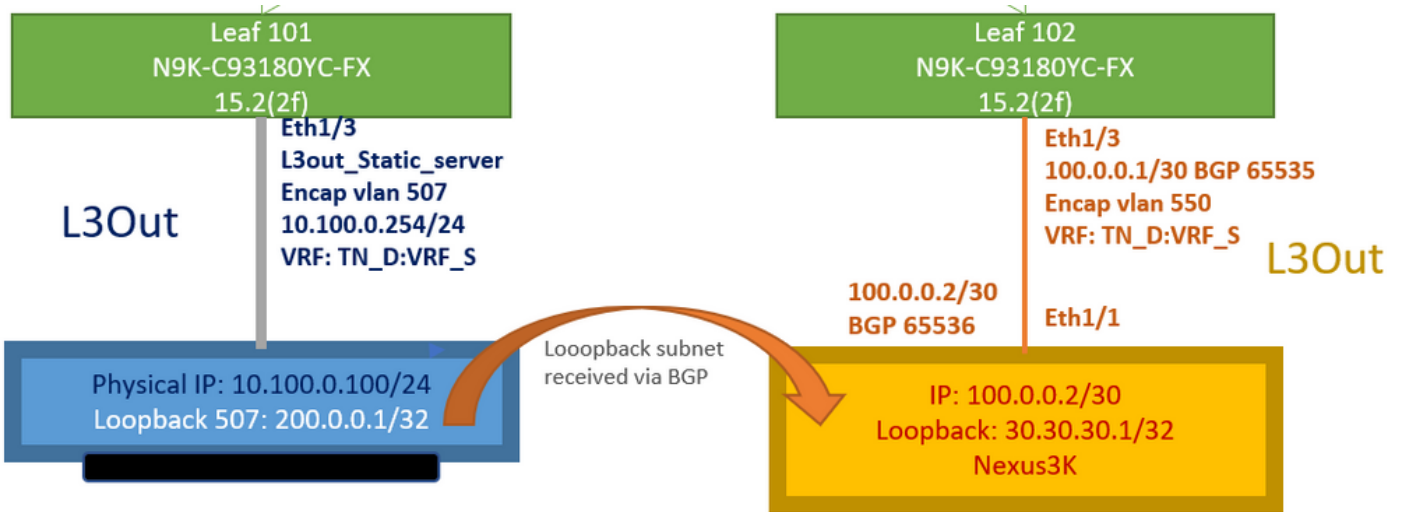 Leaf 101
N9K-C93180YC-FX
15.2(2f)
Eth1/3
L3out_Static_server
Encap vlan 507
10.100.0.254/24
VRF: TN_D:VRF_S
L3Out
Physical IP: 10.100.0.100/24
Loopback 507: 200.0.0.1/32
Looopback subnet
received via BGP
Leaf 102
N9K-C93180YC-FX
15.2(2f)
Eth1/3
100.0.0.1/30 BGP 65535
Encap vlan 550
VRF: TN_D:VRF_S
L3Out
100.0.0.2/30
BGP 65536
Eth1/1
IP: 100.0.0.2/30
Loopback: 30.30.30.1/32
Nexus3K